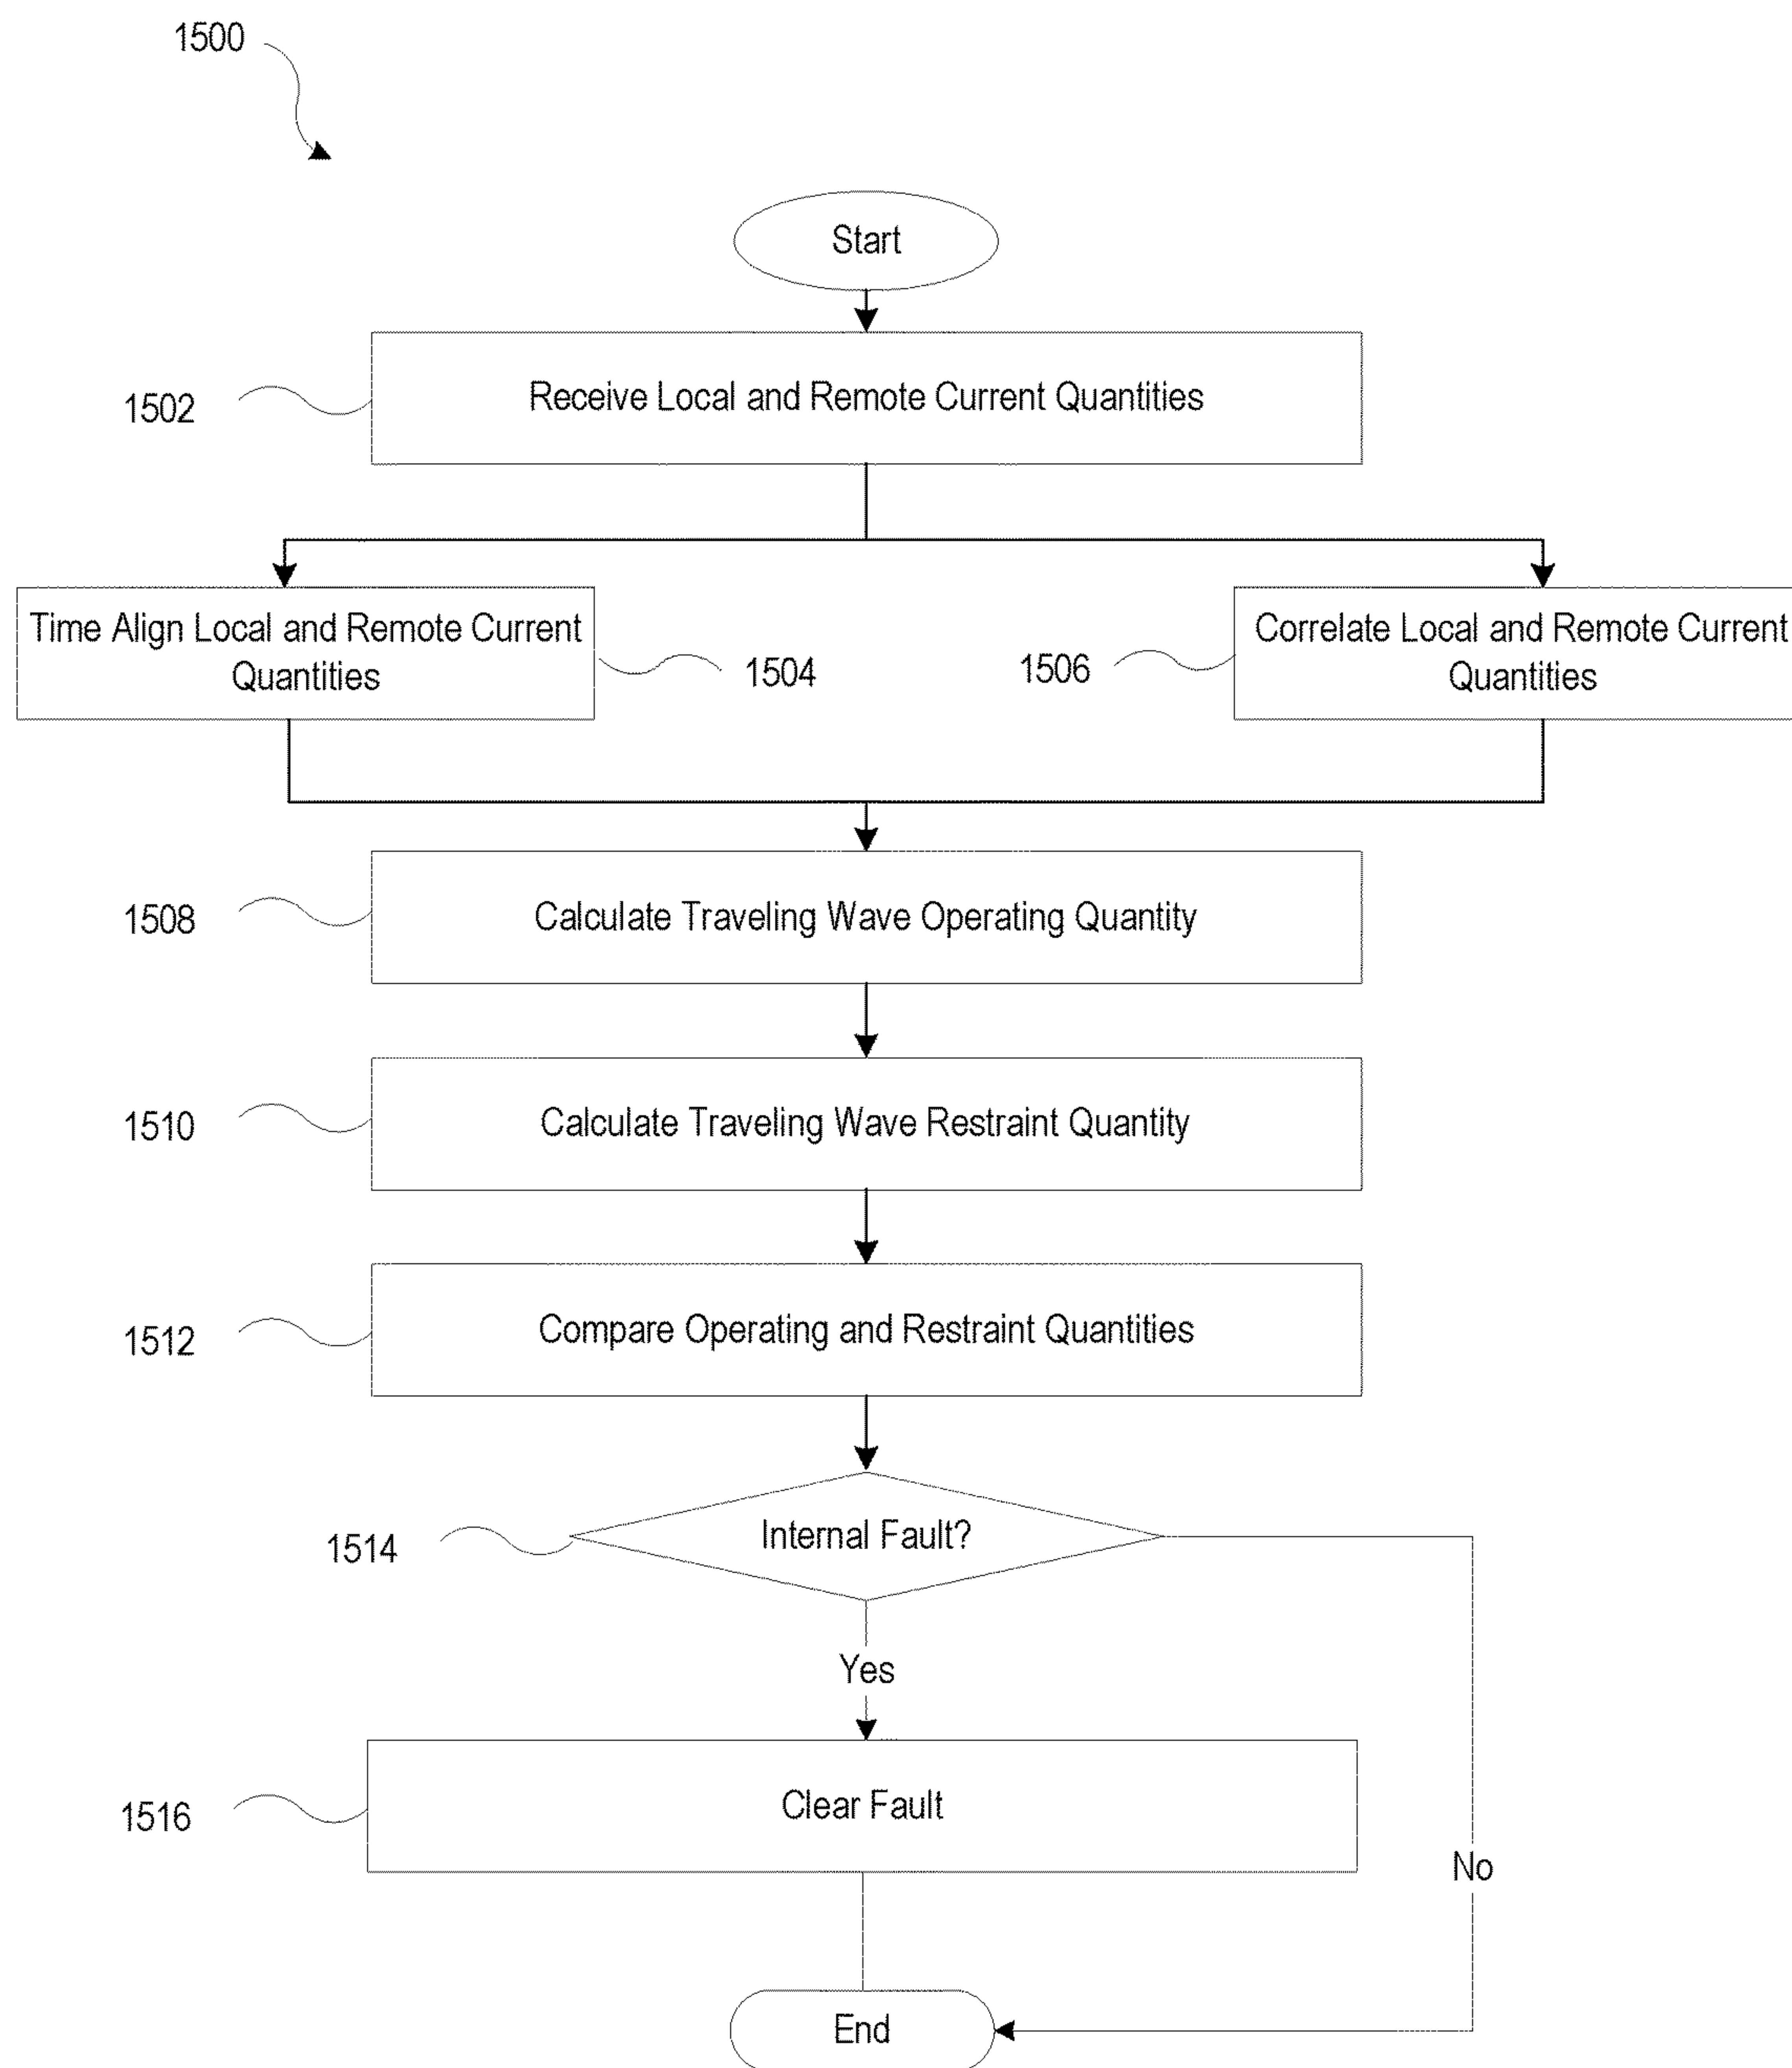 1500
Start
1502
Receive Local and Remote Current Quantities
Time Align Local and Remote Current
Quantities
1504
1506
Correlate Local and Remote Current
Quantities
1508
Calculate Traveling Wave Operating Quantity
1510
Calculate Traveling Wave Restraint Quantity
1512
Compare Operating and Restraint Quantities
1514
Internal Fault?
Yes
1516
Clear Fault
No
End